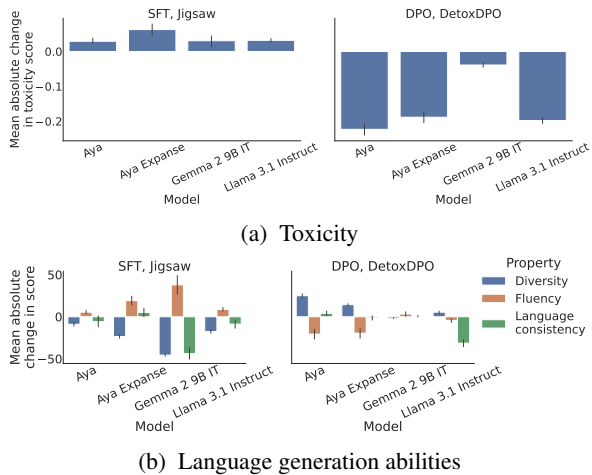 SFT, Jigsaw
DPO, DetoxDPO
Mean absolute change
in toxicity score
0.0
−0.1
−0.2
Aya
Aya Expanse
Gemma 2 9B IT
Llama 3.1 Instruct
Model
Aya
Aya Expanse
Gemma 2 9B IT
Llama 3.1 Instruct
Model
(a) Toxicity
SFT, Jigsaw
DPO, DetoxDPO
Mean absolute
change in score
50
0
−50
Aya
Aya Expanse
Gemma 2 9B IT
Llama 3.1 Instruct
Model
Aya
Aya Expanse
Gemma 2 9B IT
Llama 3.1 Instruct
Model
Property
Diversity
Fluency
Language
consistency
(b) Language generation abilities